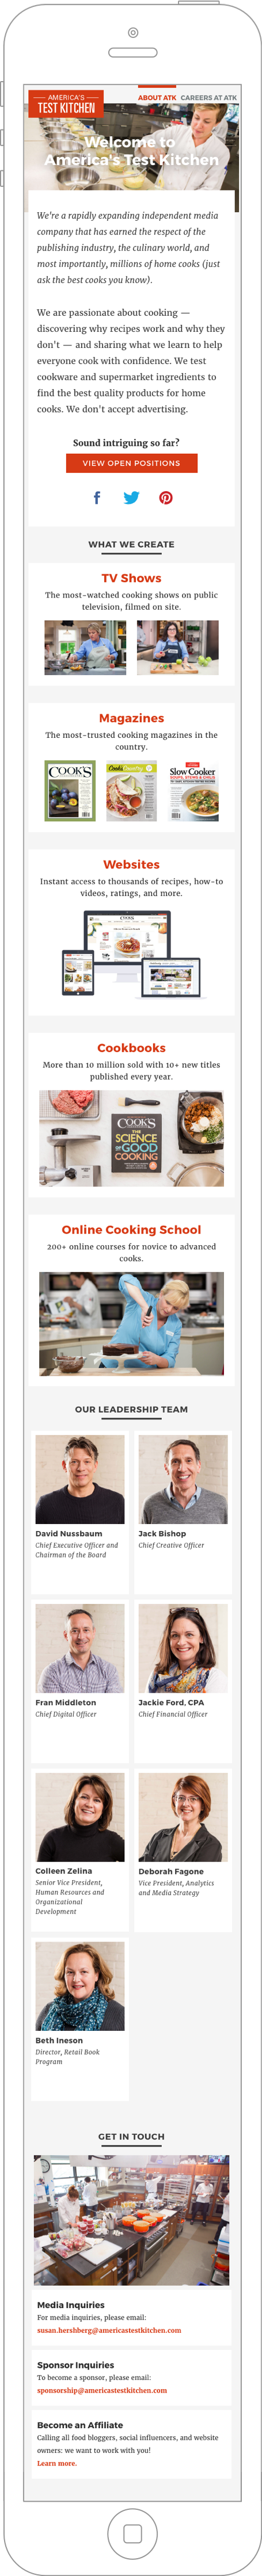 AMERICA'S
TEST KITCHEN
ABOUT ATK CAREERS AT ATK
Welcome to
America's Test Kitchen
We're a rapidly expanding independent media
company that has earned the respect of the
publishing industry, the culinary world, and
most importantly, millions of home cooks (just
ask the best cooks you know).
We are passionate about cooking —
discovering why recipes work and why they
don't — and sharing what we learn to help
everyone cook with confidence. We test
cookware and supermarket ingredients to
find the best quality products for home
cooks. We don't accept advertising.
Sound intriguing so far?
VIEW OPEN POSITIONS
WHAT WE CREATE
TV Shows
The most-watched cooking shows on public
television, filmed on site.
Magazines
The most-trusted cooking magazines in the
country.
COOK'S
Cook's Country
Slow Cooker
Websites
Instant access to thousands of recipes, how-to
videos, ratings, and more.
Cookbooks
More than 10 million sold with 10+ new titles
published every year.
COOK'S
THE
SCIENCE
OF GOOD
COOKING
Online Cooking School
200+ online courses for novice to advanced
cooks.
OUR LEADERSHIP TEAM
David Nussbaum
Chief Executive Officer and
Chairman of the Board
Jack Bishop
Chief Creative Officer
Fran Middleton
Chief Digital Officer
Jackie Ford, CPA
Chief Financial Officer
Colleen Zelina
Senior Vice President,
Human Resources and
Organizational
Development
Deborah Fagone
Vice President, Analytics
and Media Strategy
Beth Ineson
Director, Retail Book
Program
GET IN TOUCH
Media Inquiries
For media inquiries, please email:
susan.hershberg@americastestkitchen.com
Sponsor Inquiries
To become a sponsor, please email:
sponsorship@americastestkitchen.com
Become an Affiliate
Calling all food bloggers, social influencers, and website
owners: we want to work with you!
Learn more.